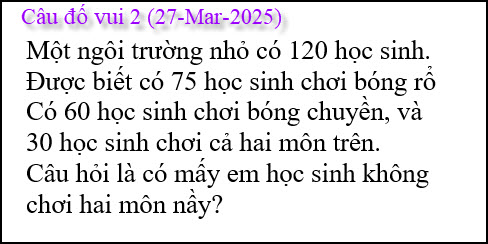 Câu đố vui 2 (27-Mar-2025)
Một ngôi trường nhỏ có 120 học sinh.
Được biết có 75 học sinh chơi bóng rổ
Có 60 học sinh chơi bóng chuyền, và
30 học sinh chơi cả hai môn trên.
Câu hỏi là có mấy em học sinh không
chơi hai môn nầy?